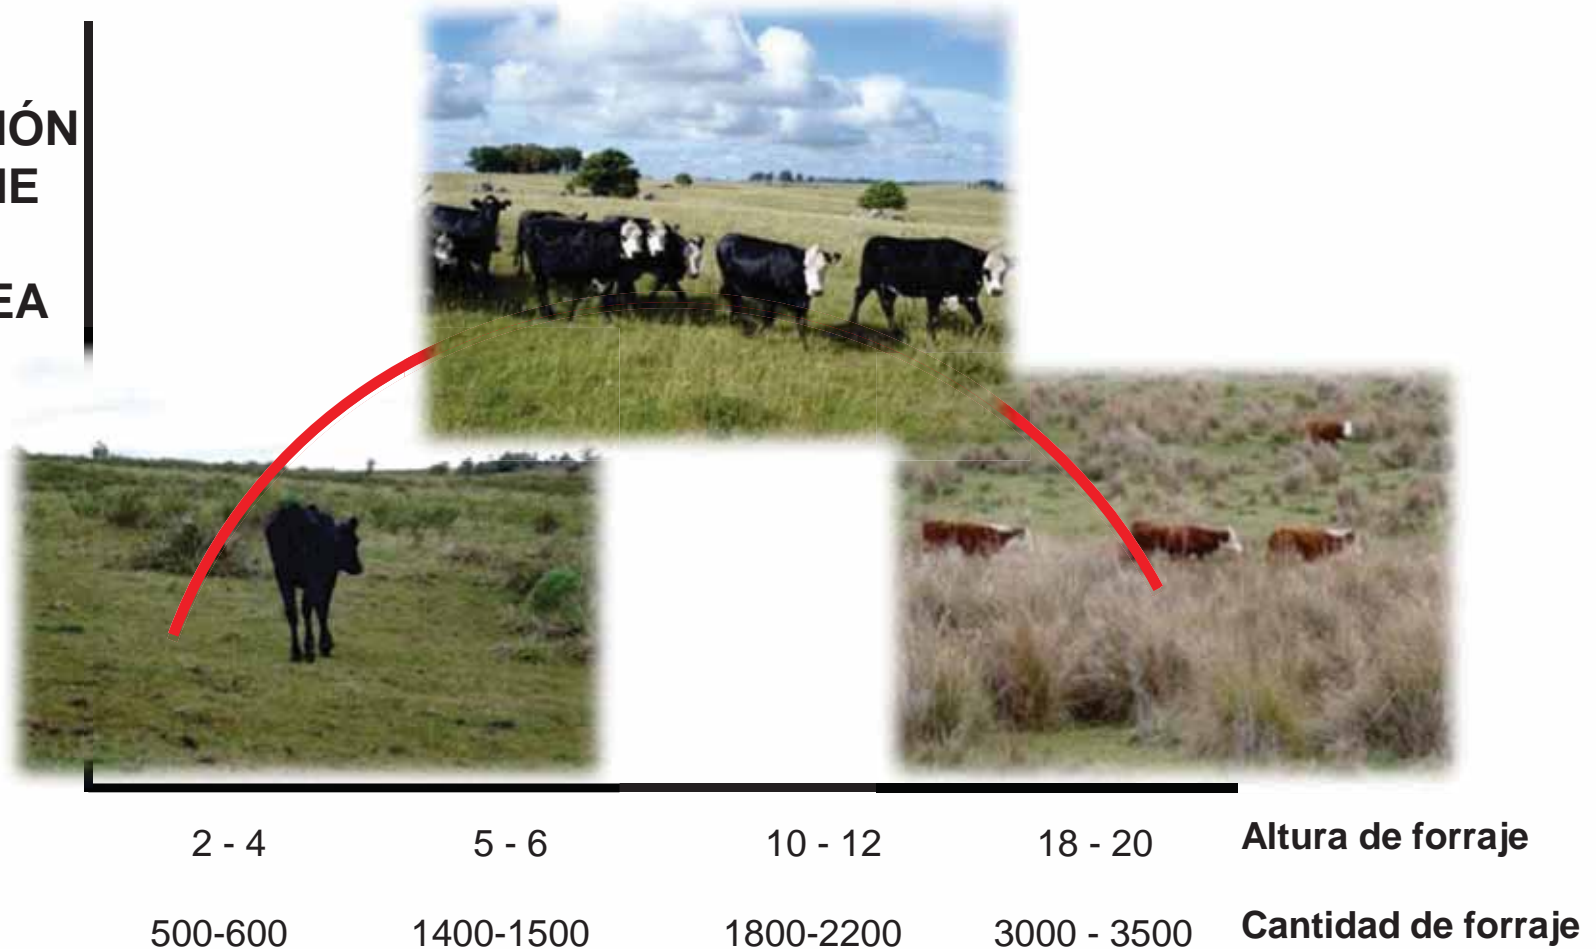 IÓN
IE
EA
2 - 4 5 - 6 10 - 12 18 - 20 Altura de forraje
500-600 1400-1500 1800-2200 3000 - 3500 Cantidad de forraje